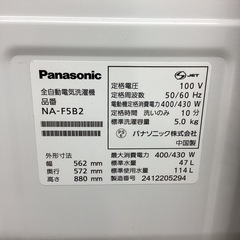 Panasonic
全自動電気洗濯機
品番
NA-F5B2
外形寸法
幅 562 mm
奥行 572 mm
高さ 880 mm
JET
定格電圧 100 V
定格周波数 50/60 Hz
電動機定格消費電力 400/430 W
定格時間 洗いのみ 10 分
標準洗濯容量 5.0 kg
パナソニック株式会社
中国製
最大消費電力 400/430 W
標準水量 47 L
標準使用水量 114 L
製造番号 2412205294